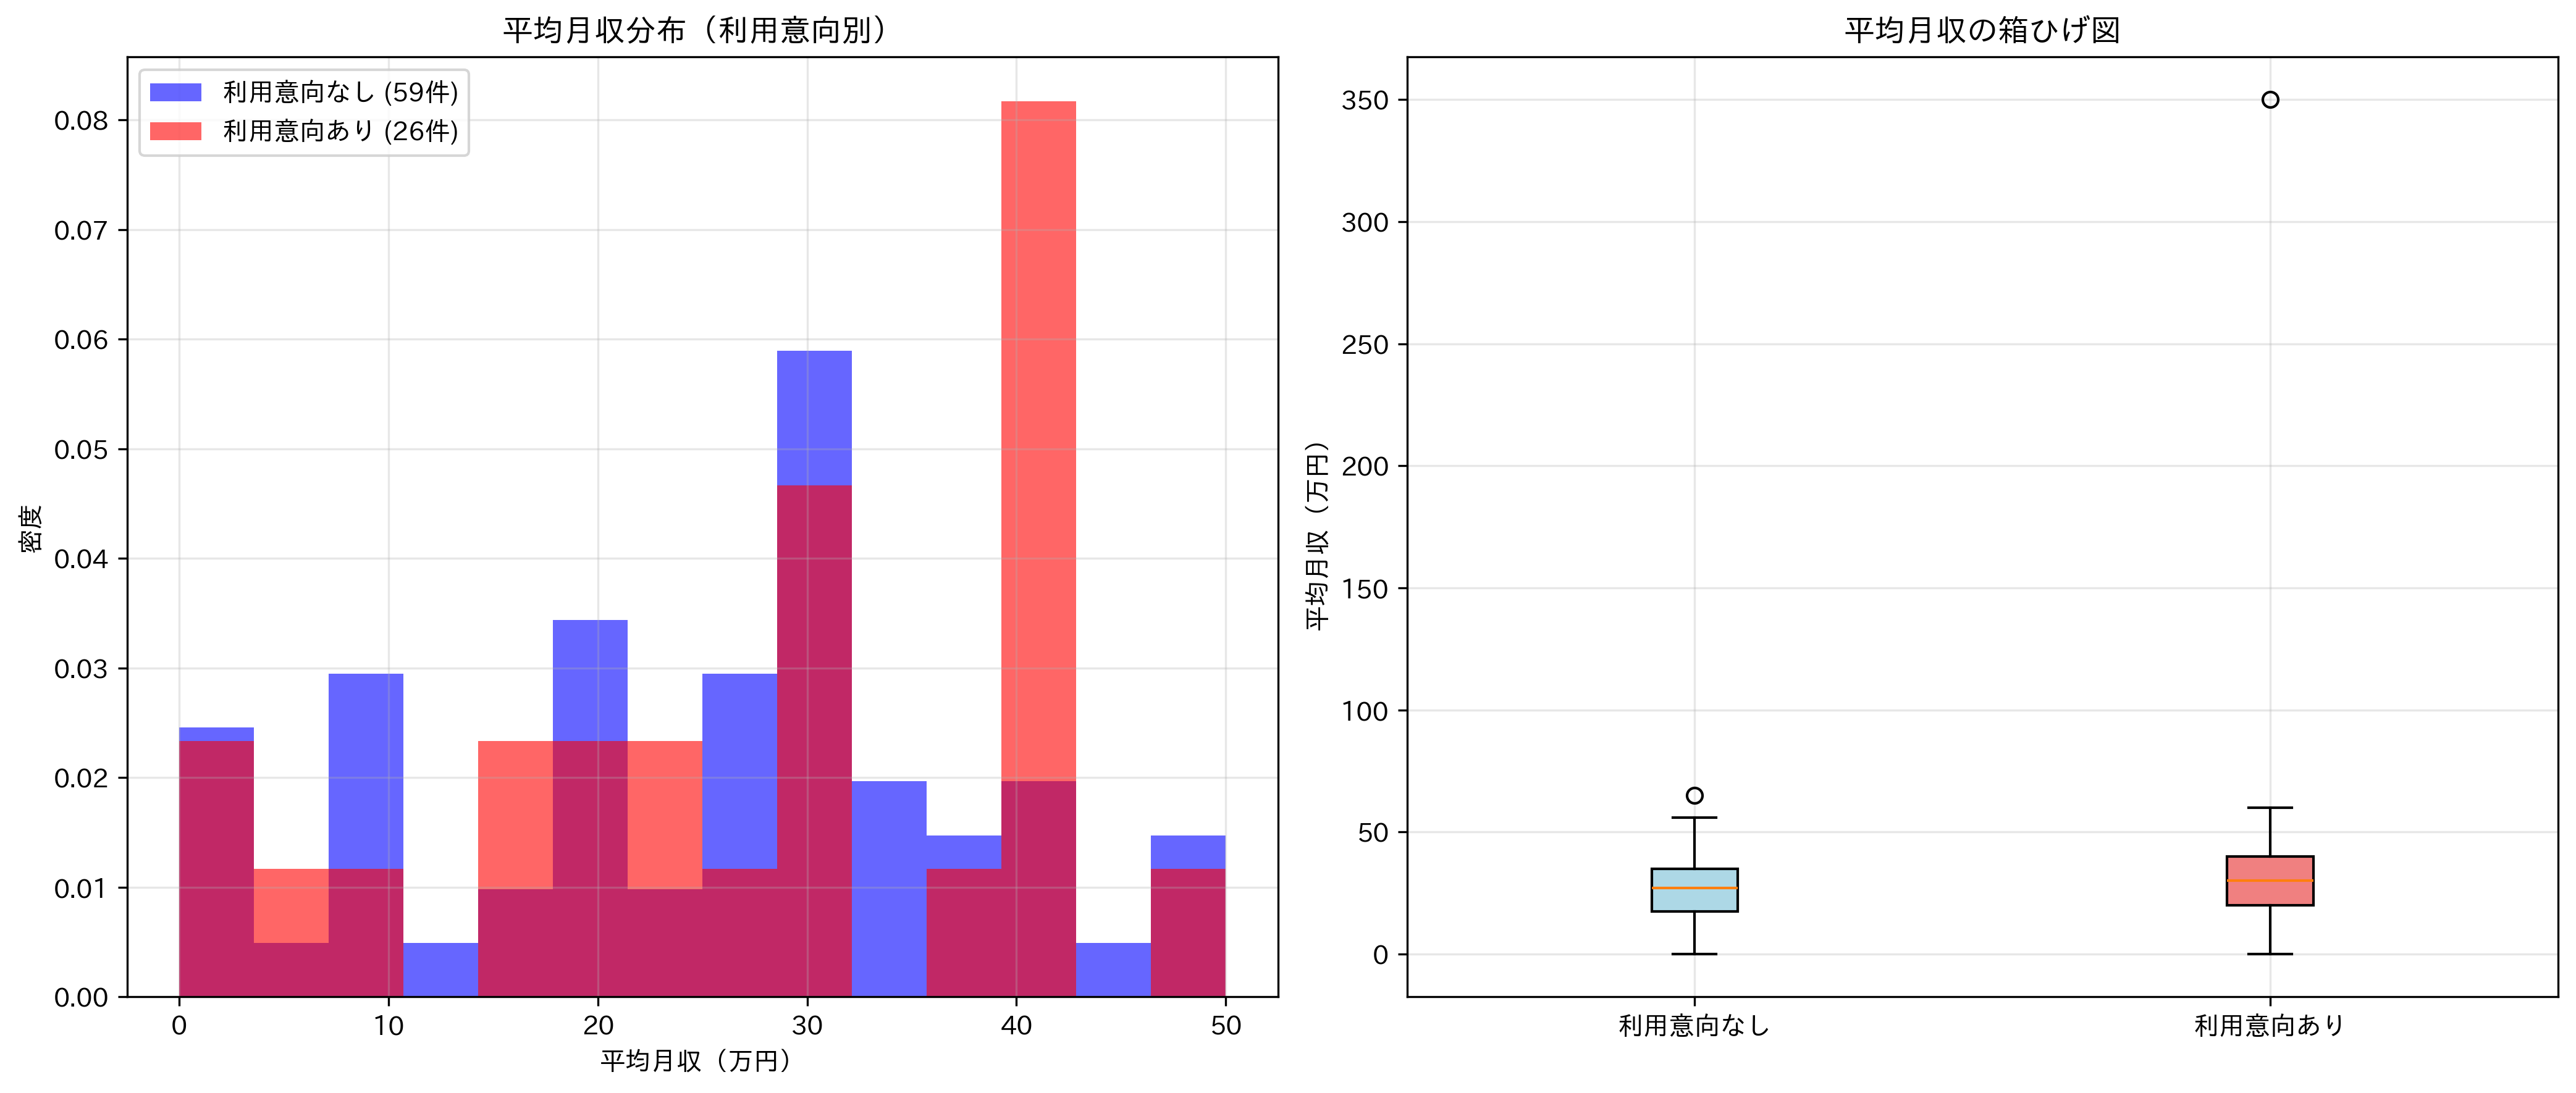 平均月収分布（利用意向別）
利用意向なし (59件)
利用意向あり (26件)
密度
0.08
0.07
0.06
0.05
0.04
0.03
0.02
0.01
0.00
0 10 20 30 40 50
平均月収（万円）
平均月収の箱ひげ図
平均月収（万円）
350
300
250
200
150
100
50
0
利用意向なし 利用意向あり